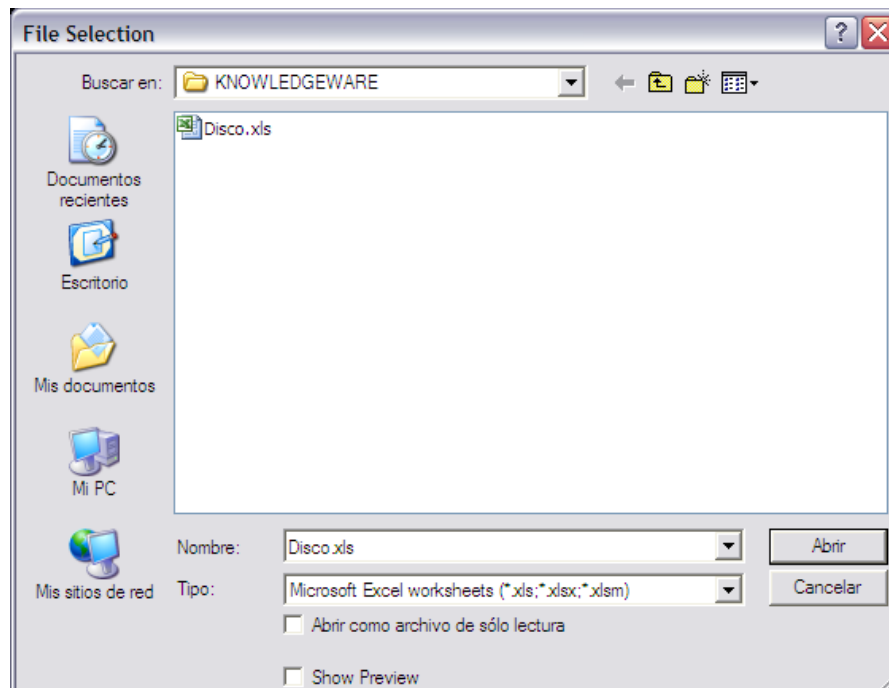 File Selection
Buscar en: KNOWLEDGEWARE
Disco.xls
Documentos
recientes
Escritorio
Mis documentos
Mi PC
Mis sitios de red
Nombre: Disco.xls Abrir
Tipo: Microsoft Excel worksheets (*.xls;*.xlsx;*.xlsm) Cancelar
Abrir como archivo de sólo lectura
Show Preview